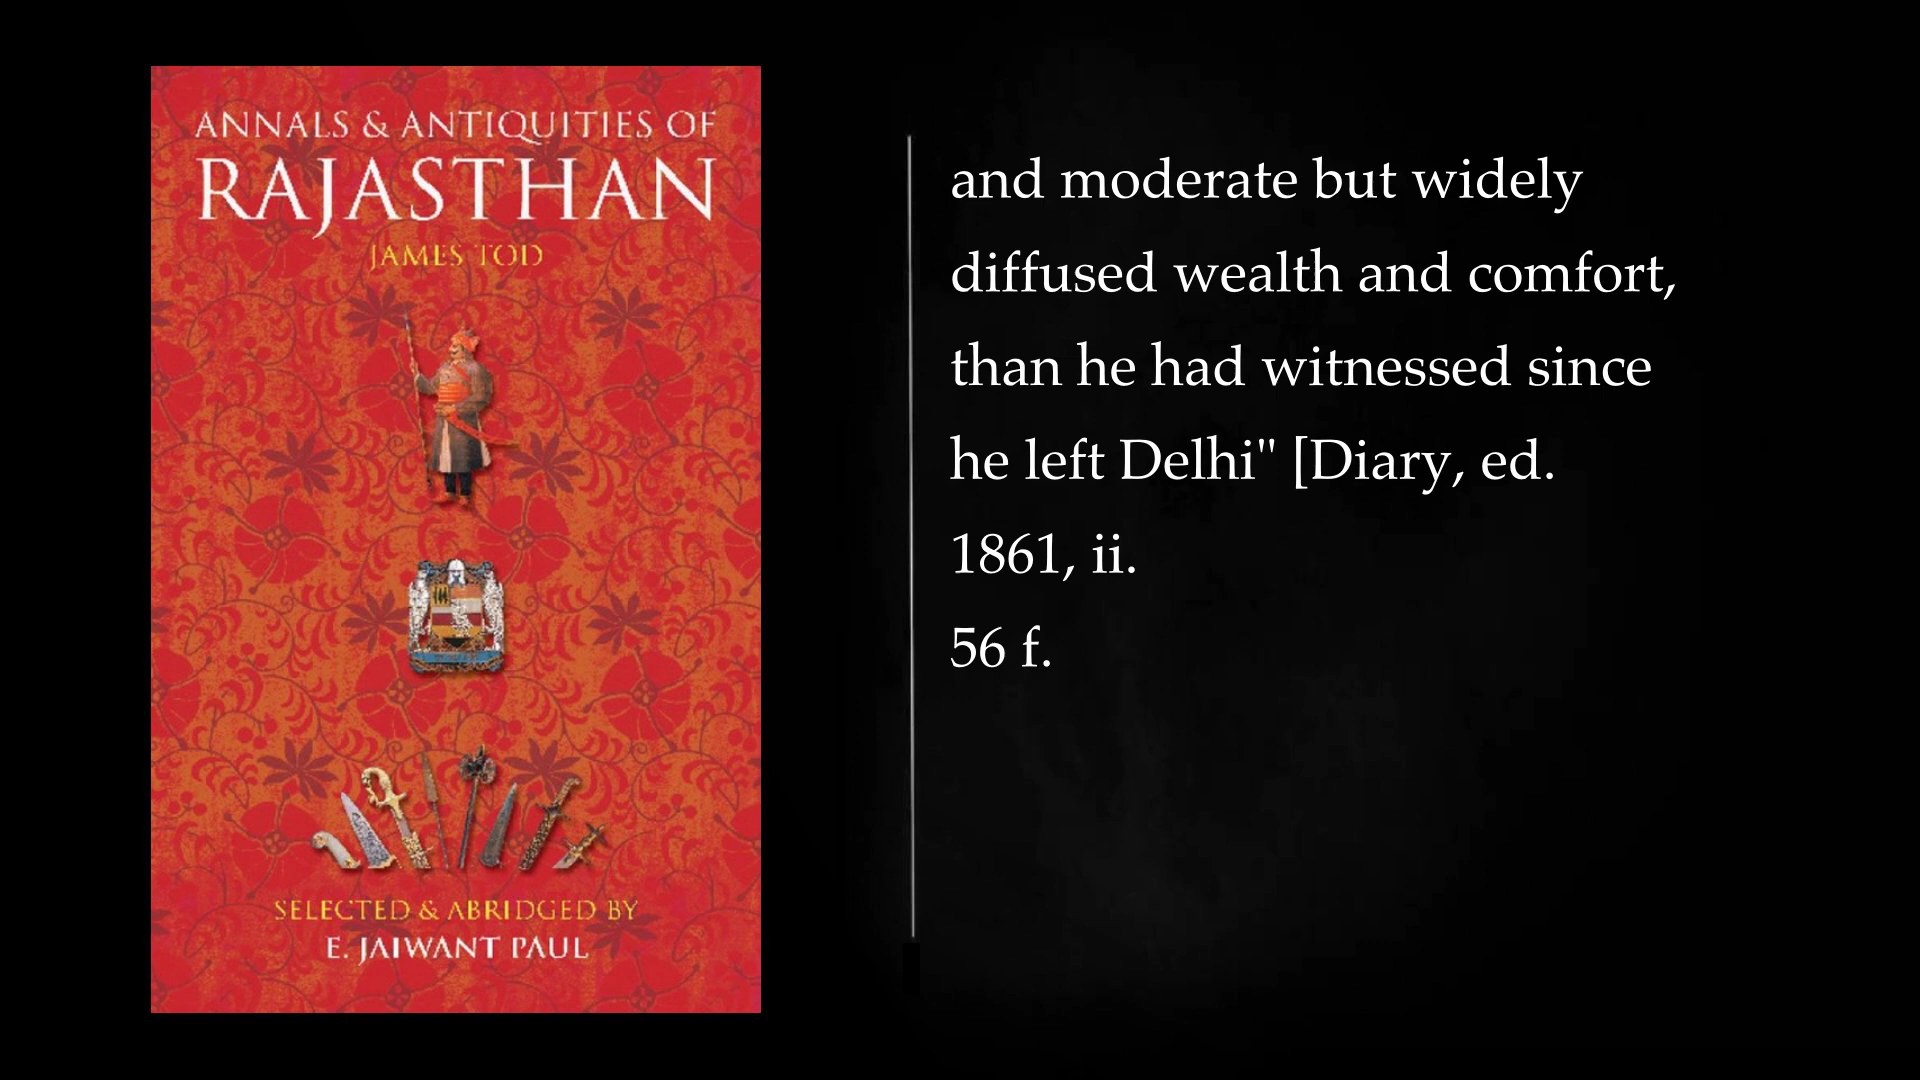 ANNALS & ANTIQUITIES OF
RAJASTHAN
JAMES TOD
SELECTED & ABRIDGED BY
E. JAIWANT PAUL
and moderate but widely
diffused wealth and comfort,
than he had witnessed since
he left Delhi" [Diary, ed.
1861, ii.
56 f.